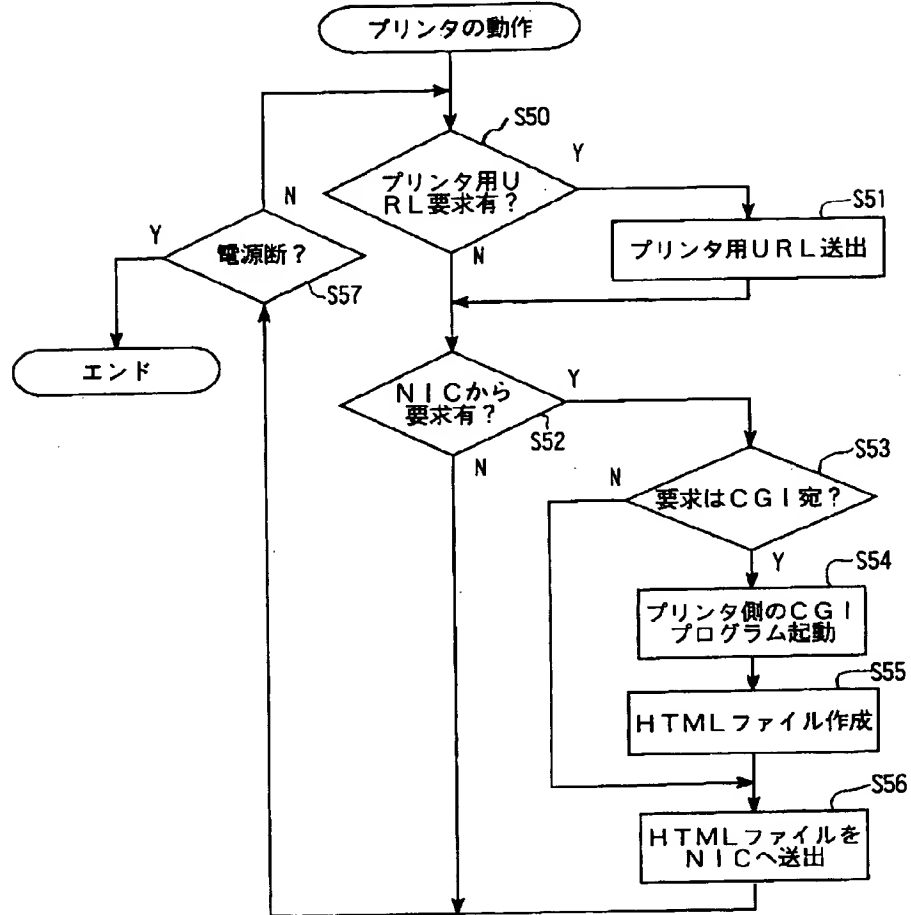 プリンタの動作
S50
プリンタ用U
RL要求有?
Y
N
S51
プリンタ用URL送出
N
Y
電源断?
S57
エンド
NICから
要求有?
Y
S52
N
S53
N
要求はCGI宛?
Y
S54
プリンタ側のCGI
プログラム起動
S55
HTMLファイル作成
S56
HTMLファイルを
NICへ送出